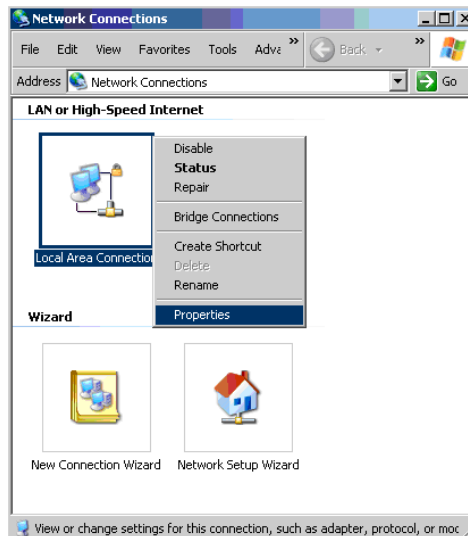 Network Connections
File Edit View Favorites Tools Adva » Back »
Address Network Connections Go
LAN or High-Speed Internet
Disable
Status
Repair
Bridge Connections
Create Shortcut
Local Area Connection
Delete
Rename
Properties
Wizard
New Connection Wizard Network Setup Wizard
View or change settings for this connection, such as adapter, protocol, or moc